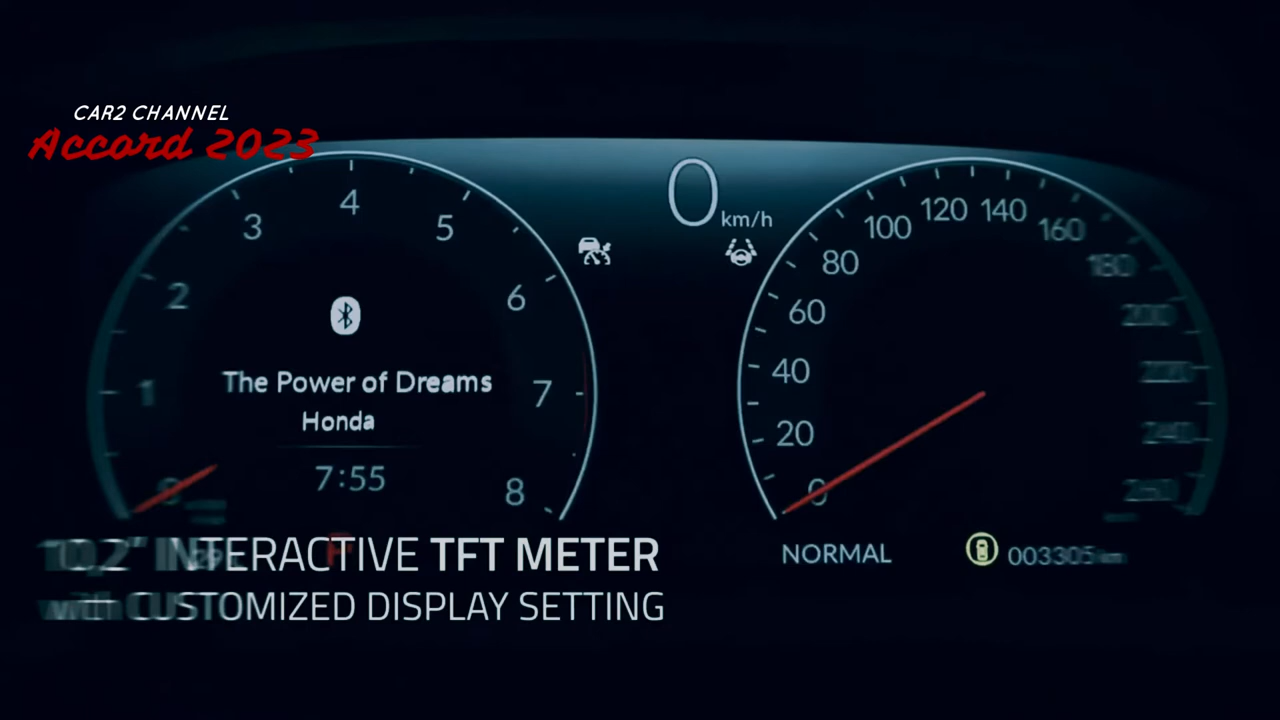 CAR2 CHANNEL
Accord 2023
0 km/h
0
1
2
3
4
5
6
7
8
The Power of Dreams
Honda
7:55
0
20
40
60
80
100
120
140
160
180
200
220
240
260
P
NORMAL
003305 km
10.2" INTERACTIVE TFT METER
with CUSTOMIZED DISPLAY SETTING